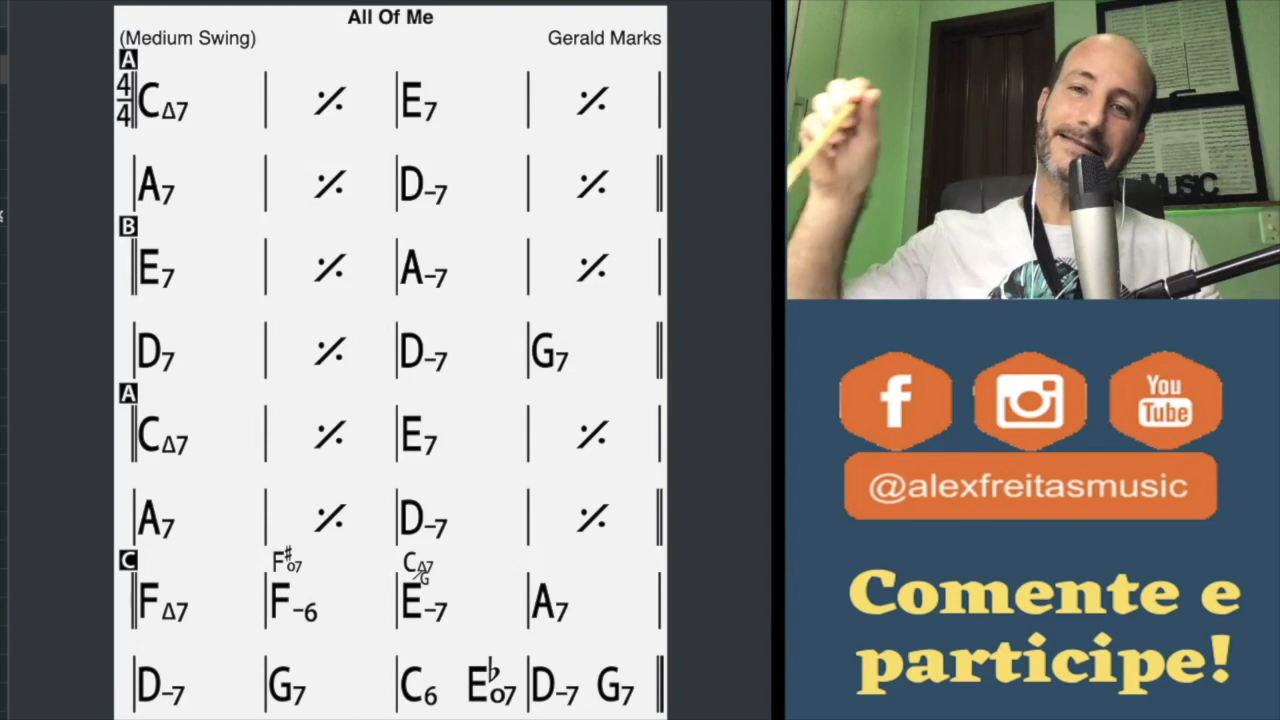 All Of Me
(Medium Swing) Gerald Marks
A
4/4 CΔ7 | ٪ | E7 | ٪
A7 | ٪ | D-7 | ٪
B
E7 | ٪ | A-7 | ٪
D7 | ٪ | D-7 | G7
A
CΔ7 | ٪ | E7 | ٪
A7 | ٪ | D-7 | ٪
C F♯o7 CΔ7/G
FΔ7 | F-6 | E-7 | A7
D-7 | G7 | C6 E♭o7 | D-7 G7
MUSIC
f
You
Tube
@alexfreitasmusic
Comente e
participe!